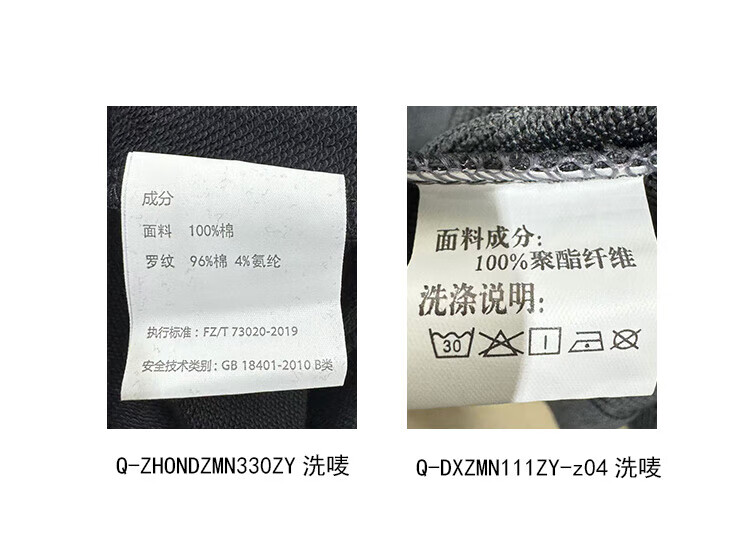 成分
面料 100%棉
罗纹 96%棉 4%氨纶
执行标准：FZ/T 73020-2019
安全技术类别：GB 18401-2010 B类
Q-ZHONDZMN330ZY 洗唛
面料成分：
100%聚酯纤维
洗涤说明：
30
Q-DXZMN111ZY-z04 洗唛